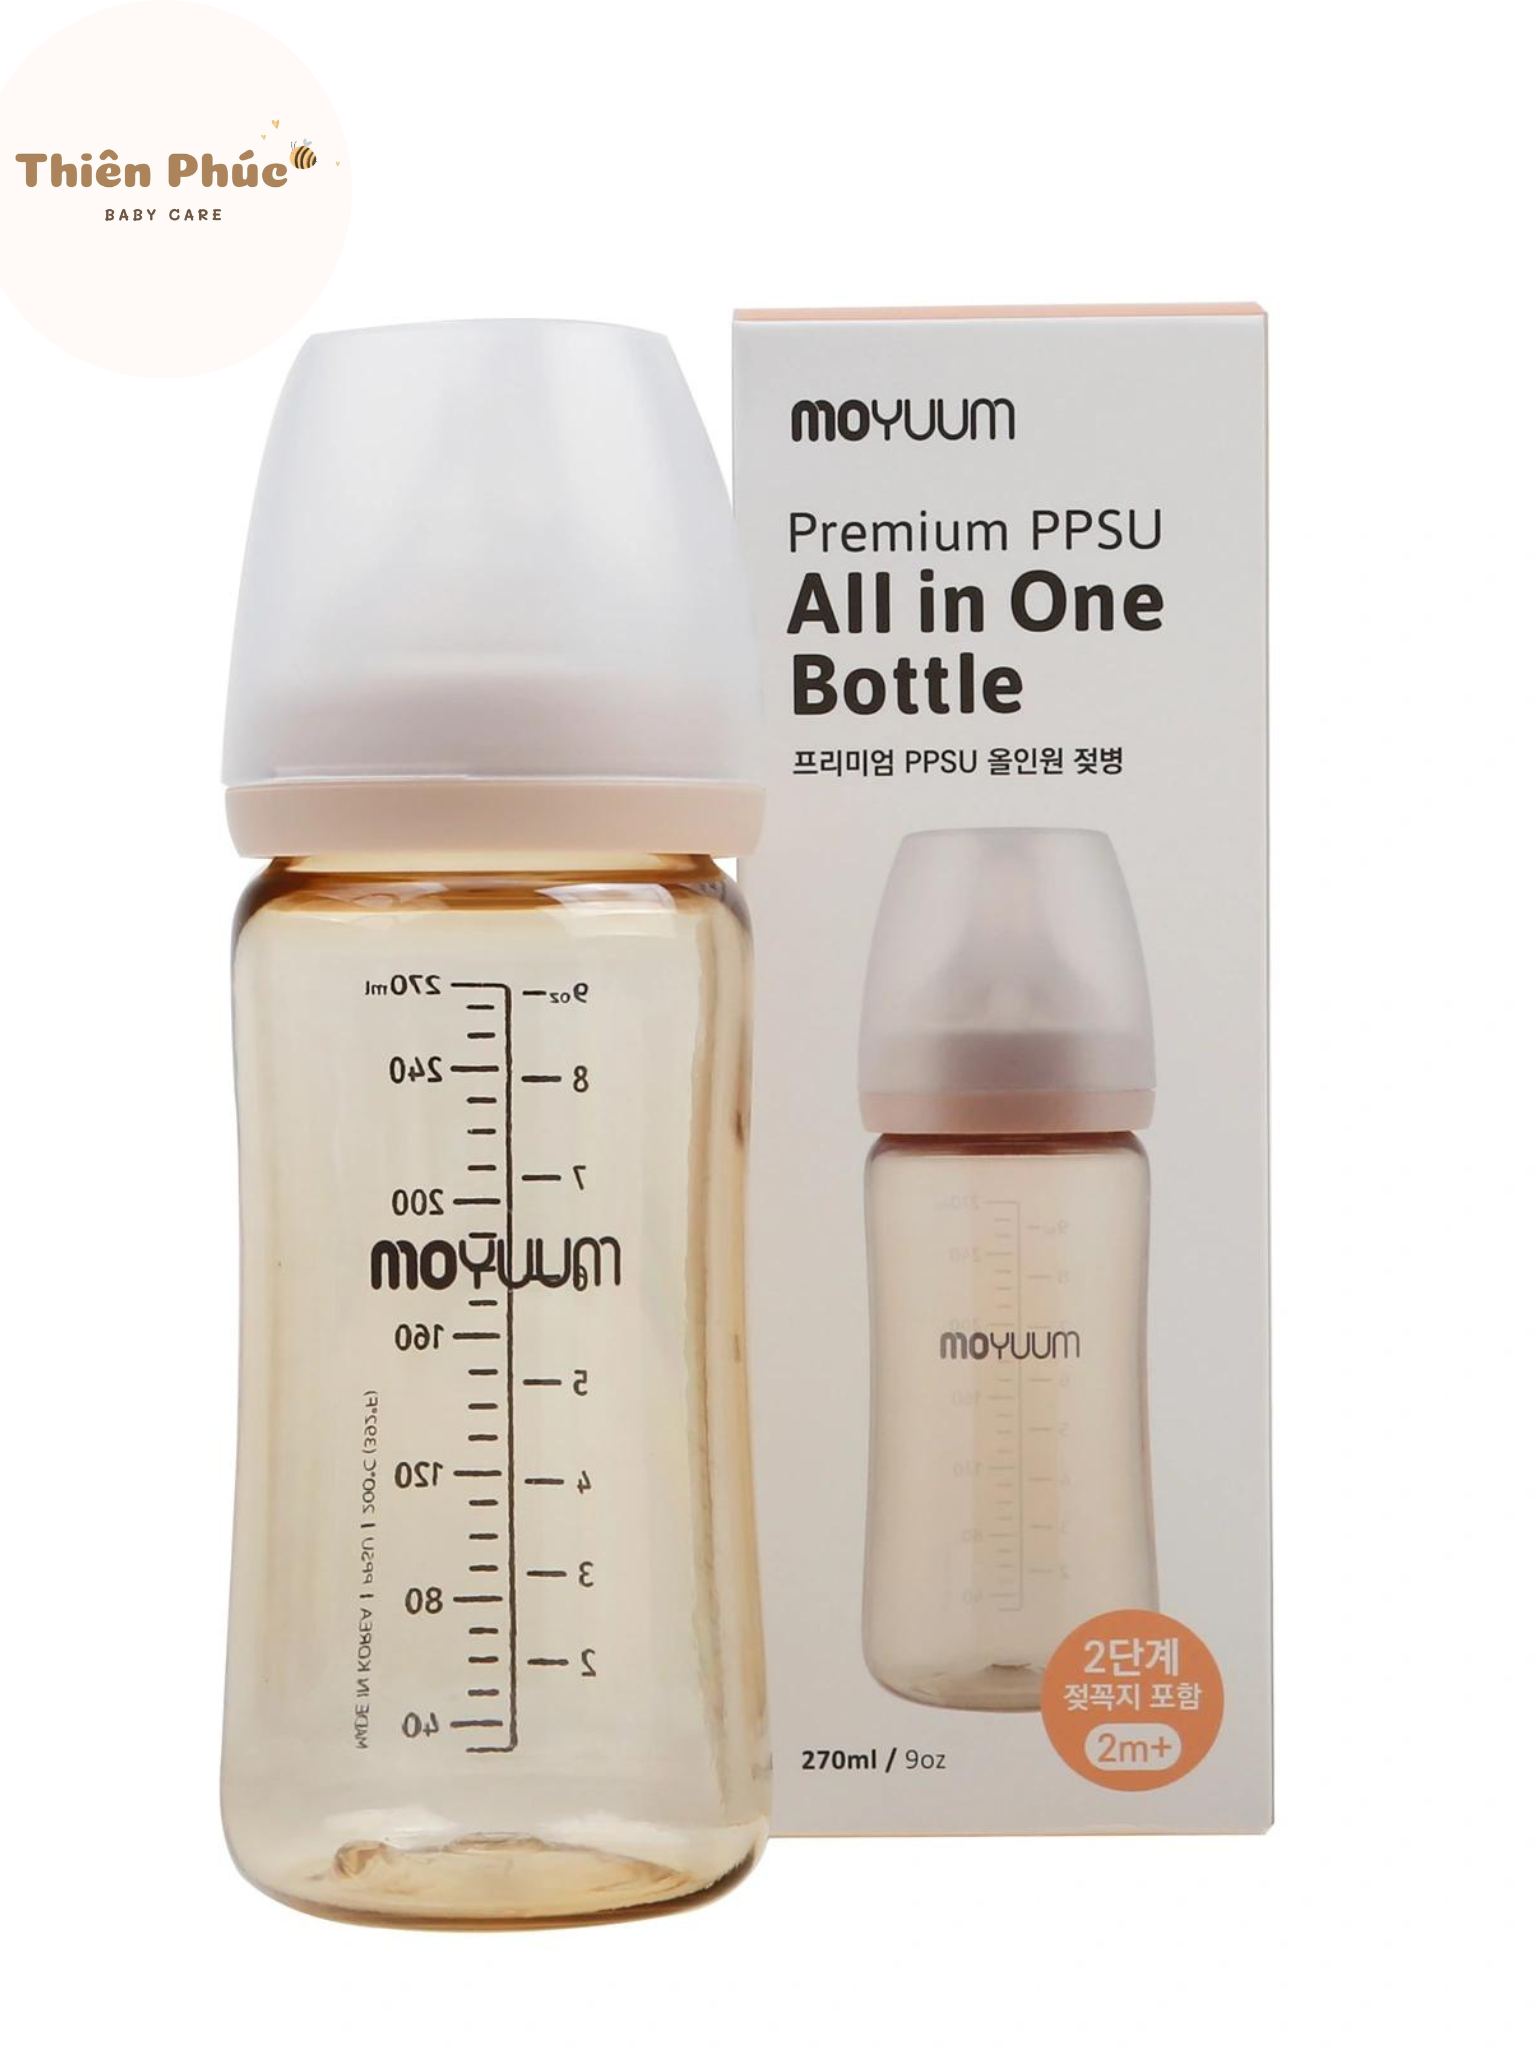 Thiên Phúc
BABY CARE
moyuum
Premium PPSU
All in One
Bottle
프리미엄 PPSU 올인원 젖병
270ml
9oz
240
8
7
200
moyuum
160
5
120
4
3
80
2
40
MADE IN KOREA | PPSU | 200°C (392°F)
moyuum
2단계
젖꼭지 포함
2m+
270ml / 9oz